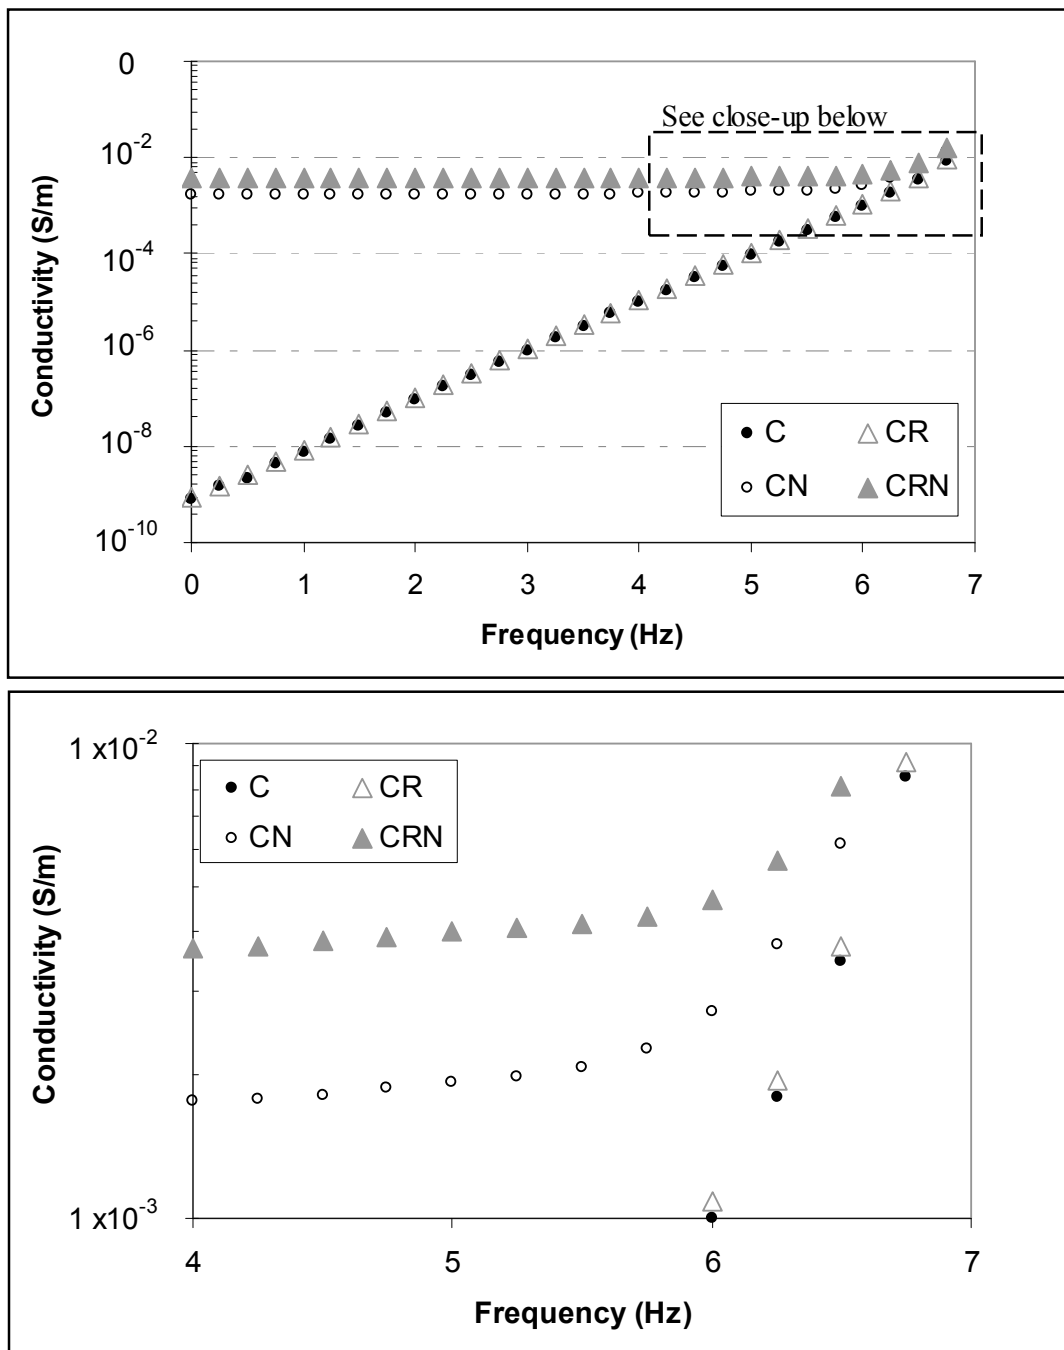 0
See close-up below
10-2
10-4
10-6
10-8
10-10
Conductivity (S/m)
C CR
CN CRN
0 1 2 3 4 5 6 7
Frequency (Hz)
1 x10-2
C CR
CN CRN
Conductivity (S/m)
1 x10-3
4 5 6 7
Frequency (Hz)